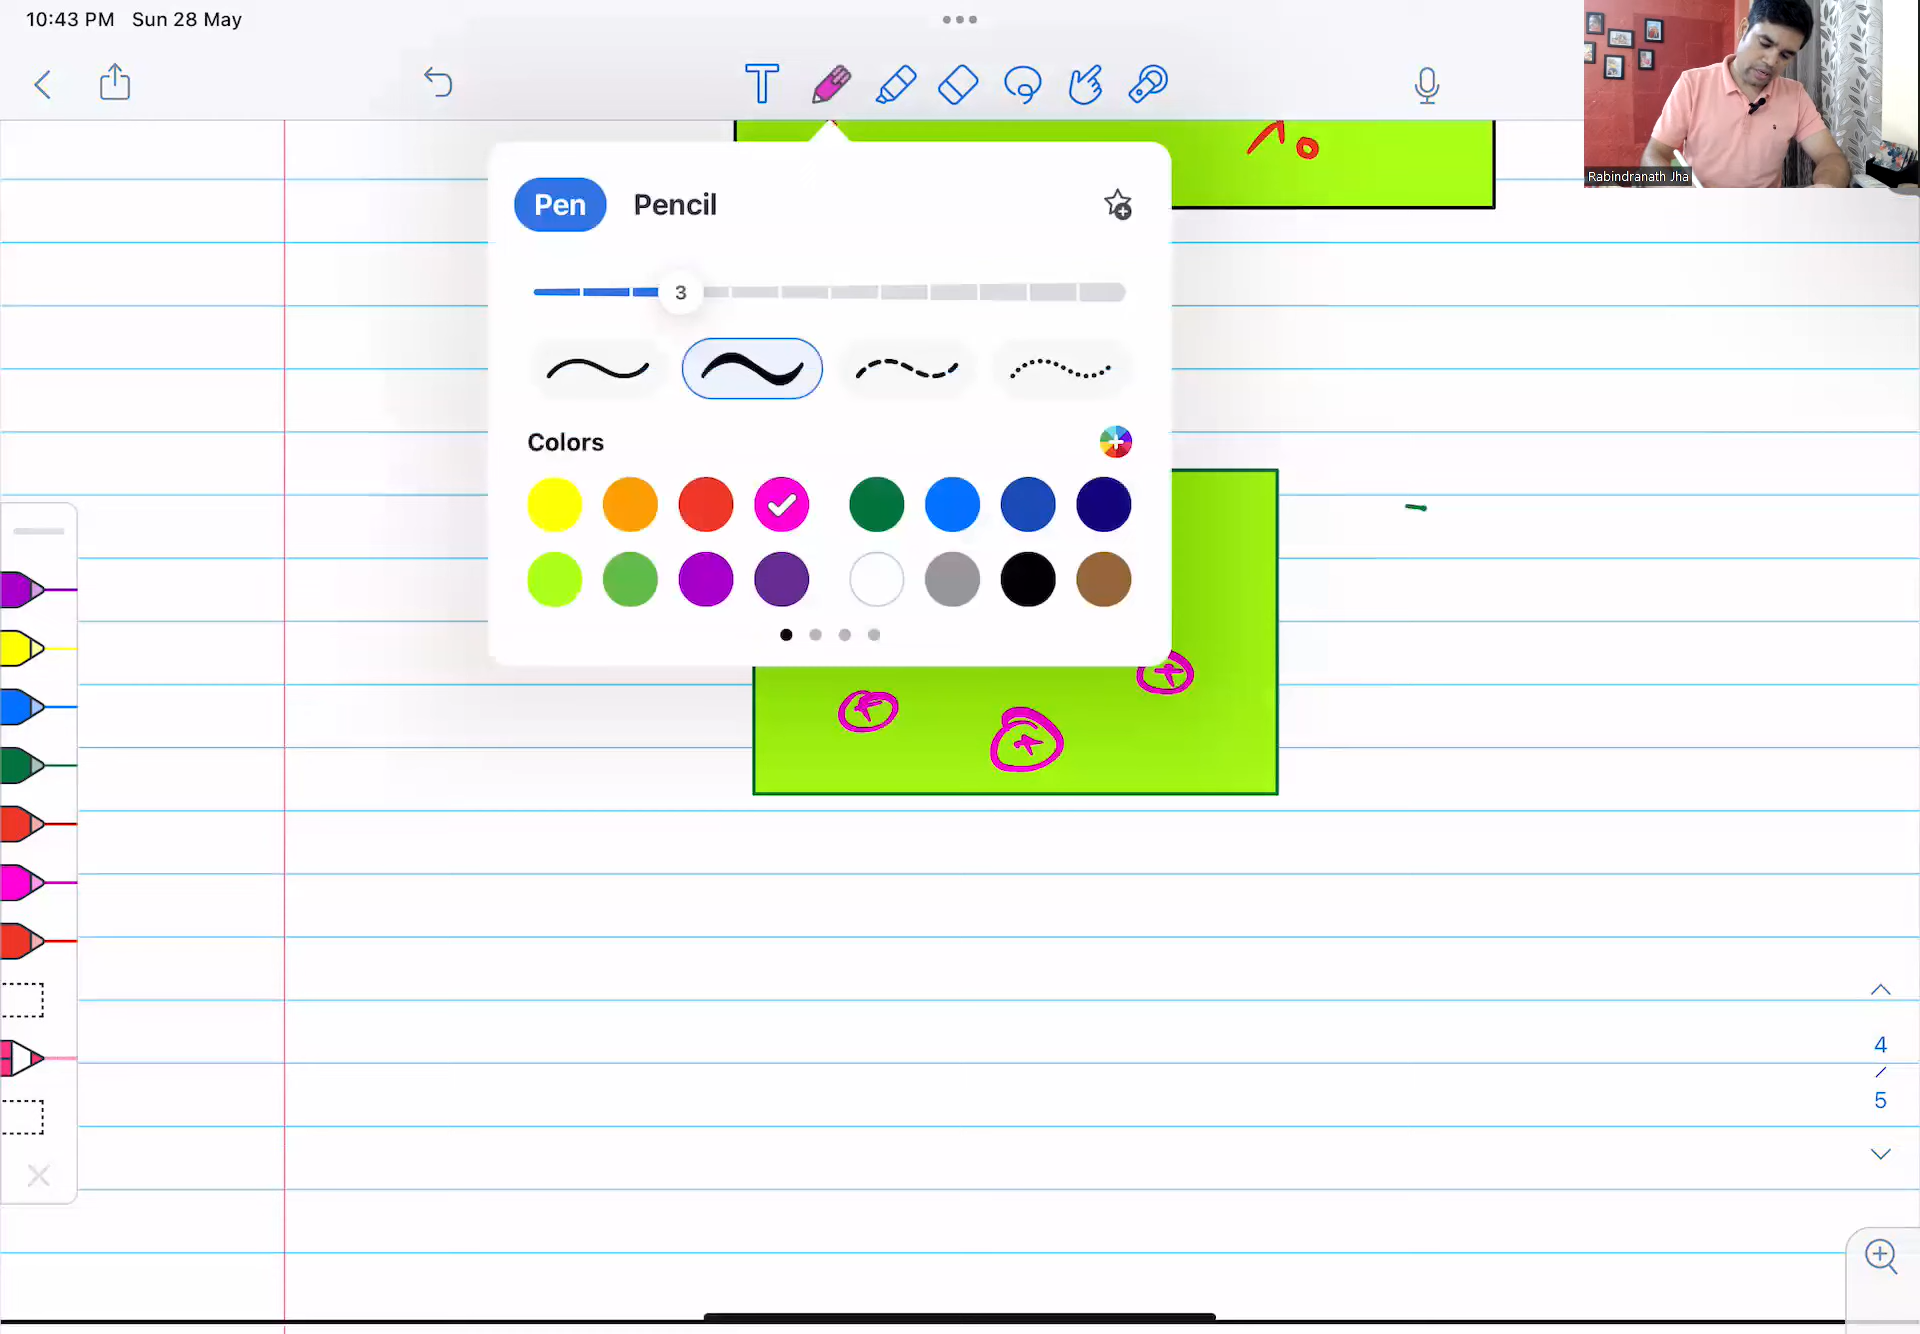 10:43 PM Sun 28 May
T
Rabindranath Jha
Pen Pencil
3
Colors
4
/
5